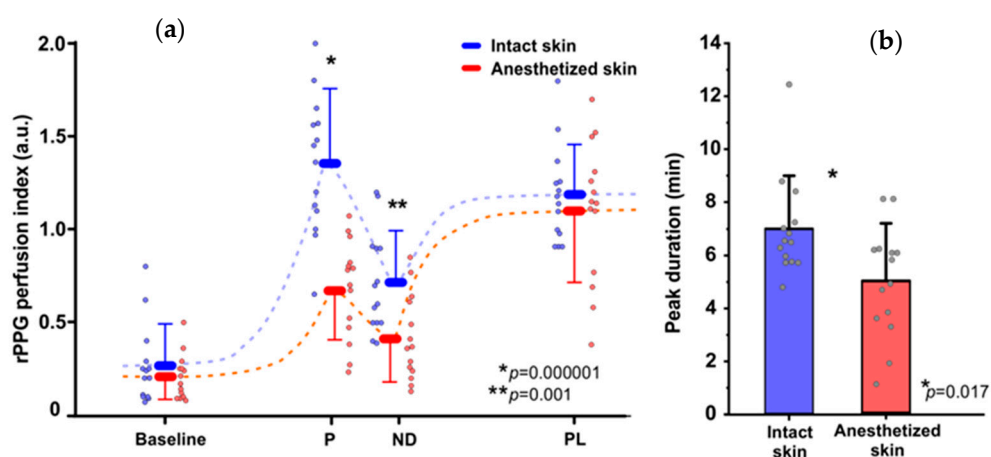 (a)
2.0
1.5
1.0
0.5
0
rPPG perfusion index (a.u.)
Intact skin
Anesthetized skin
*
**
*p=0.000001
**p=0.001
Baseline
P
ND
PL
(b)
14
12
10
8
6
4
2
0
Peak duration (min)
*
*p=0.017
Intact
skin
Anesthetized
skin